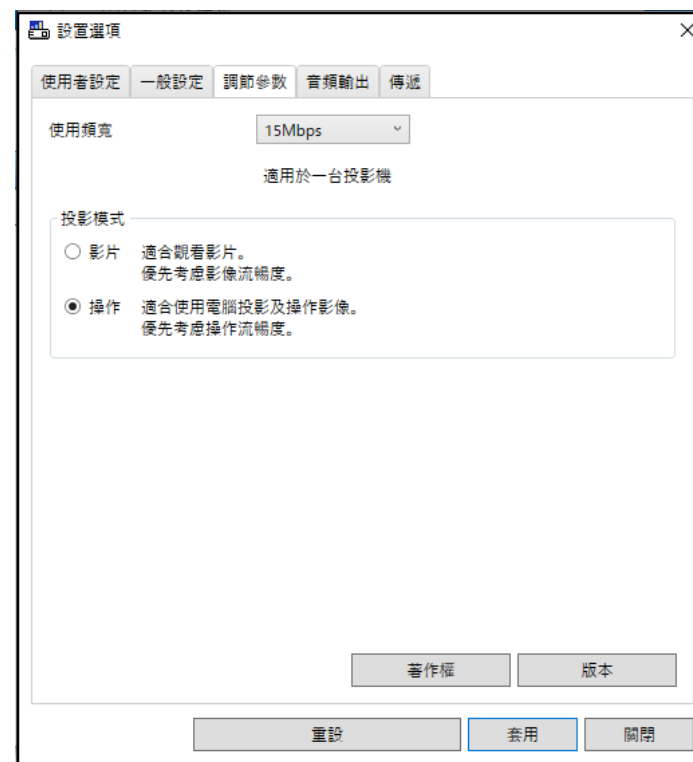 設置選項
使用者設定 一般設定 調節參數 音頻輸出 傳遞
使用頻寬 15Mbps
適用於一台投影機
投影模式
影片 適合觀看影片。
優先考慮影像流暢度。
操作 適合使用電腦投影及操作影像。
優先考慮操作流暢度。
著作權 版本
重設 套用 關閉